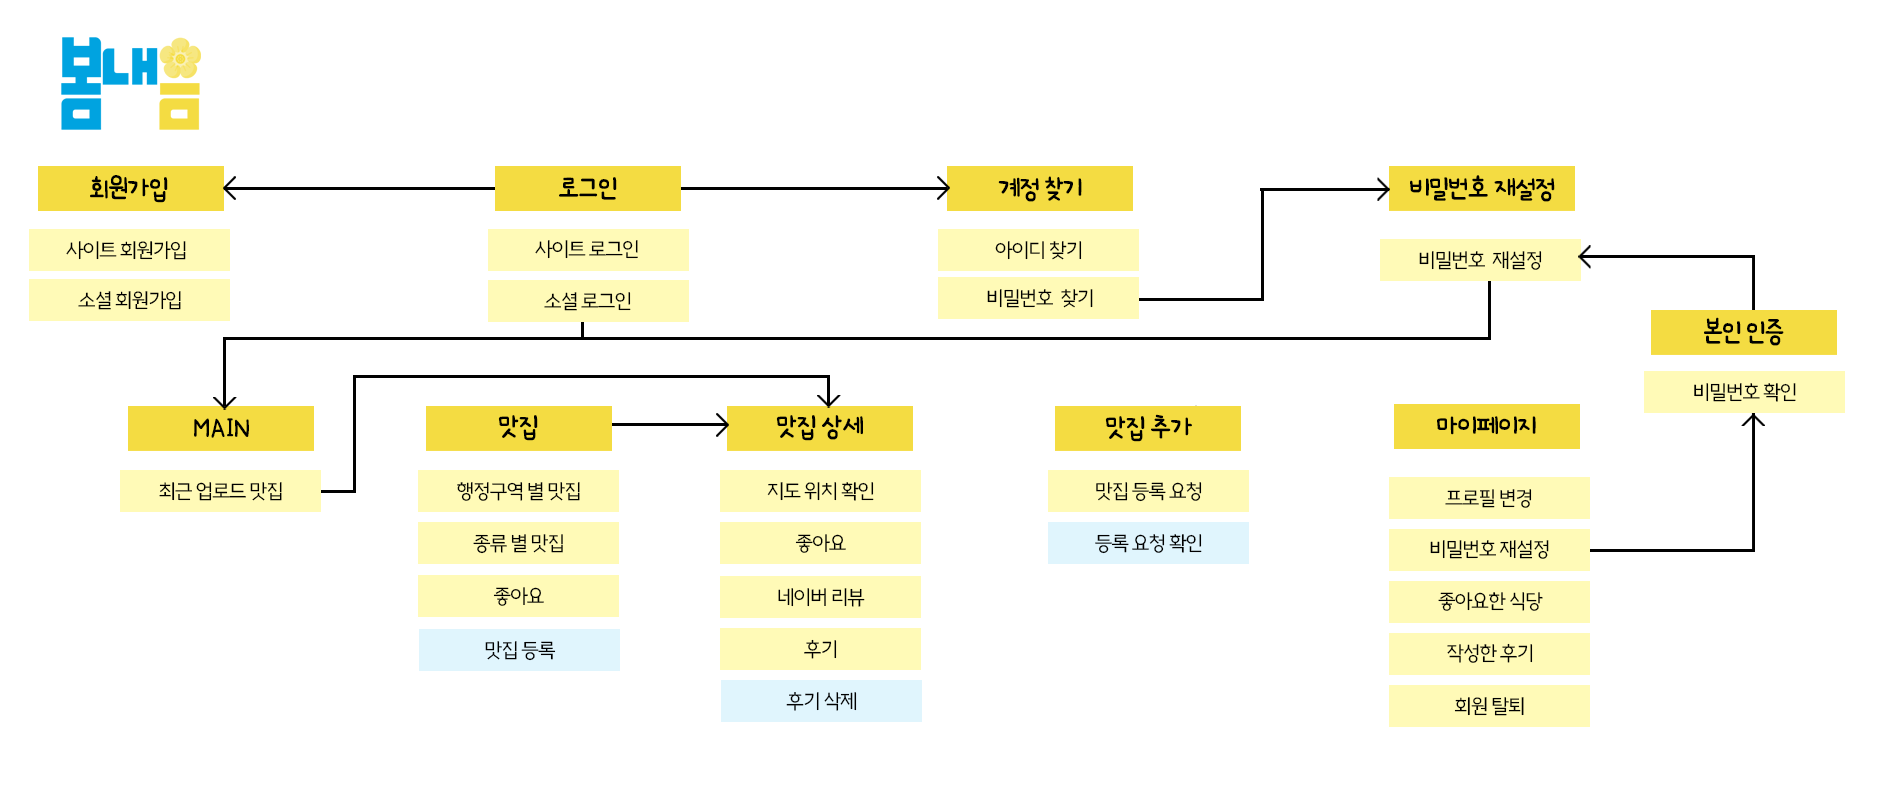 봄내음
회원가입
사이트 회원가입
소셜 회원가입
로그인
사이트 로그인
소셜 로그인
계정 찾기
아이디 찾기
비밀번호 찾기
비밀번호 재설정
비밀번호 재설정
본인 인증
비밀번호 확인
MAIN
최근 업로드 맛집
맛집
행정구역 별 맛집
종류 별 맛집
좋아요
맛집 등록
맛집 상세
지도 위치 확인
좋아요
네이버 리뷰
후기
후기 삭제
맛집 추가
맛집 등록 요청
등록 요청 확인
마이페이지
프로필 변경
비밀번호 재설정
좋아요한 식당
작성한 후기
회원 탈퇴